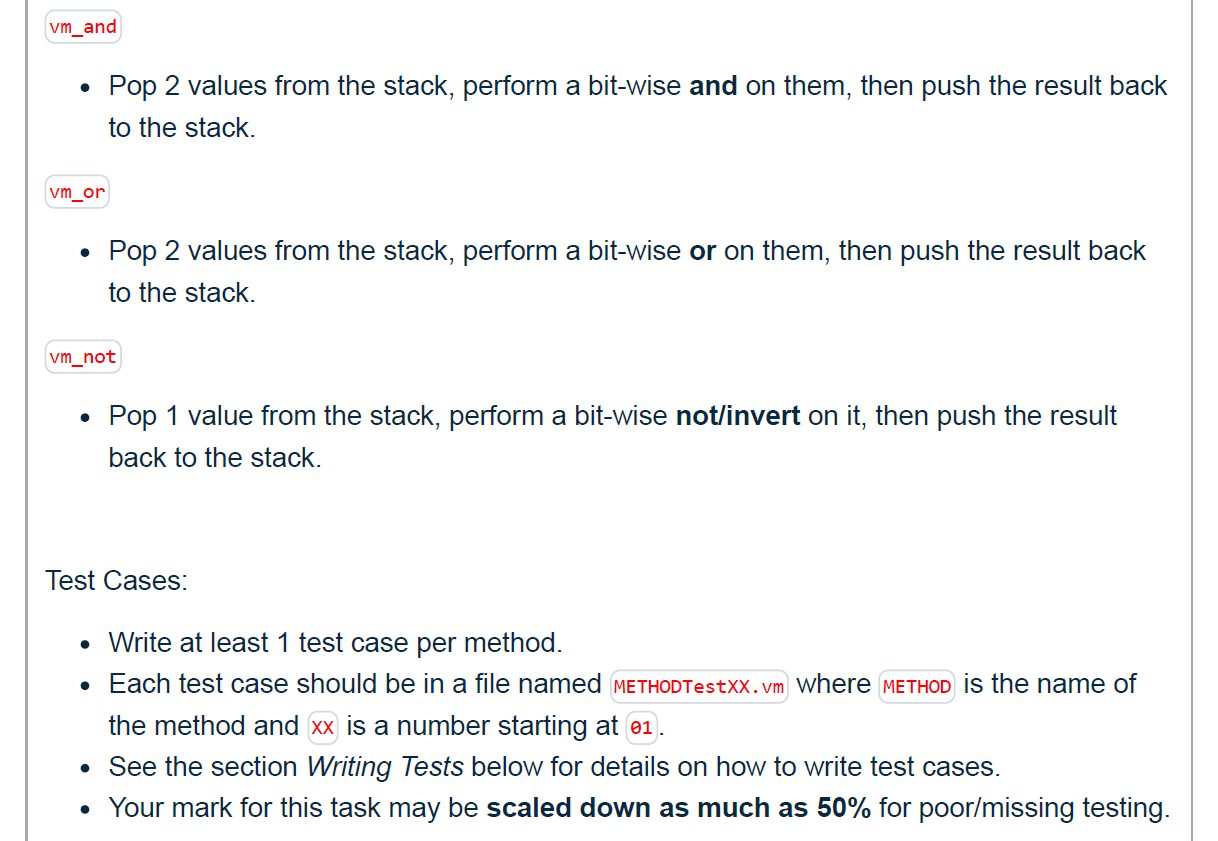 vm_and
Pop 2 values from the stack, perform a bit-wise and on them, then push the result back
to the stack.
vm_or
Pop 2 values from the stack, perform a bit-wise or on them, then push the result back
to the stack.
vm_not
Pop 1 value from the stack, perform a bit-wise not/invert on it, then push the result
back to the stack.
Test Cases:
Write at least 1 test case per method.
Each test case should be in a file named METHODTestXX.vm where METHOD is the name of
the method and XX is a number starting at 01.
See the section Writing Tests below for details on how to write test cases.
Your mark for this task may be scaled down as much as 50% for poor/missing testing.